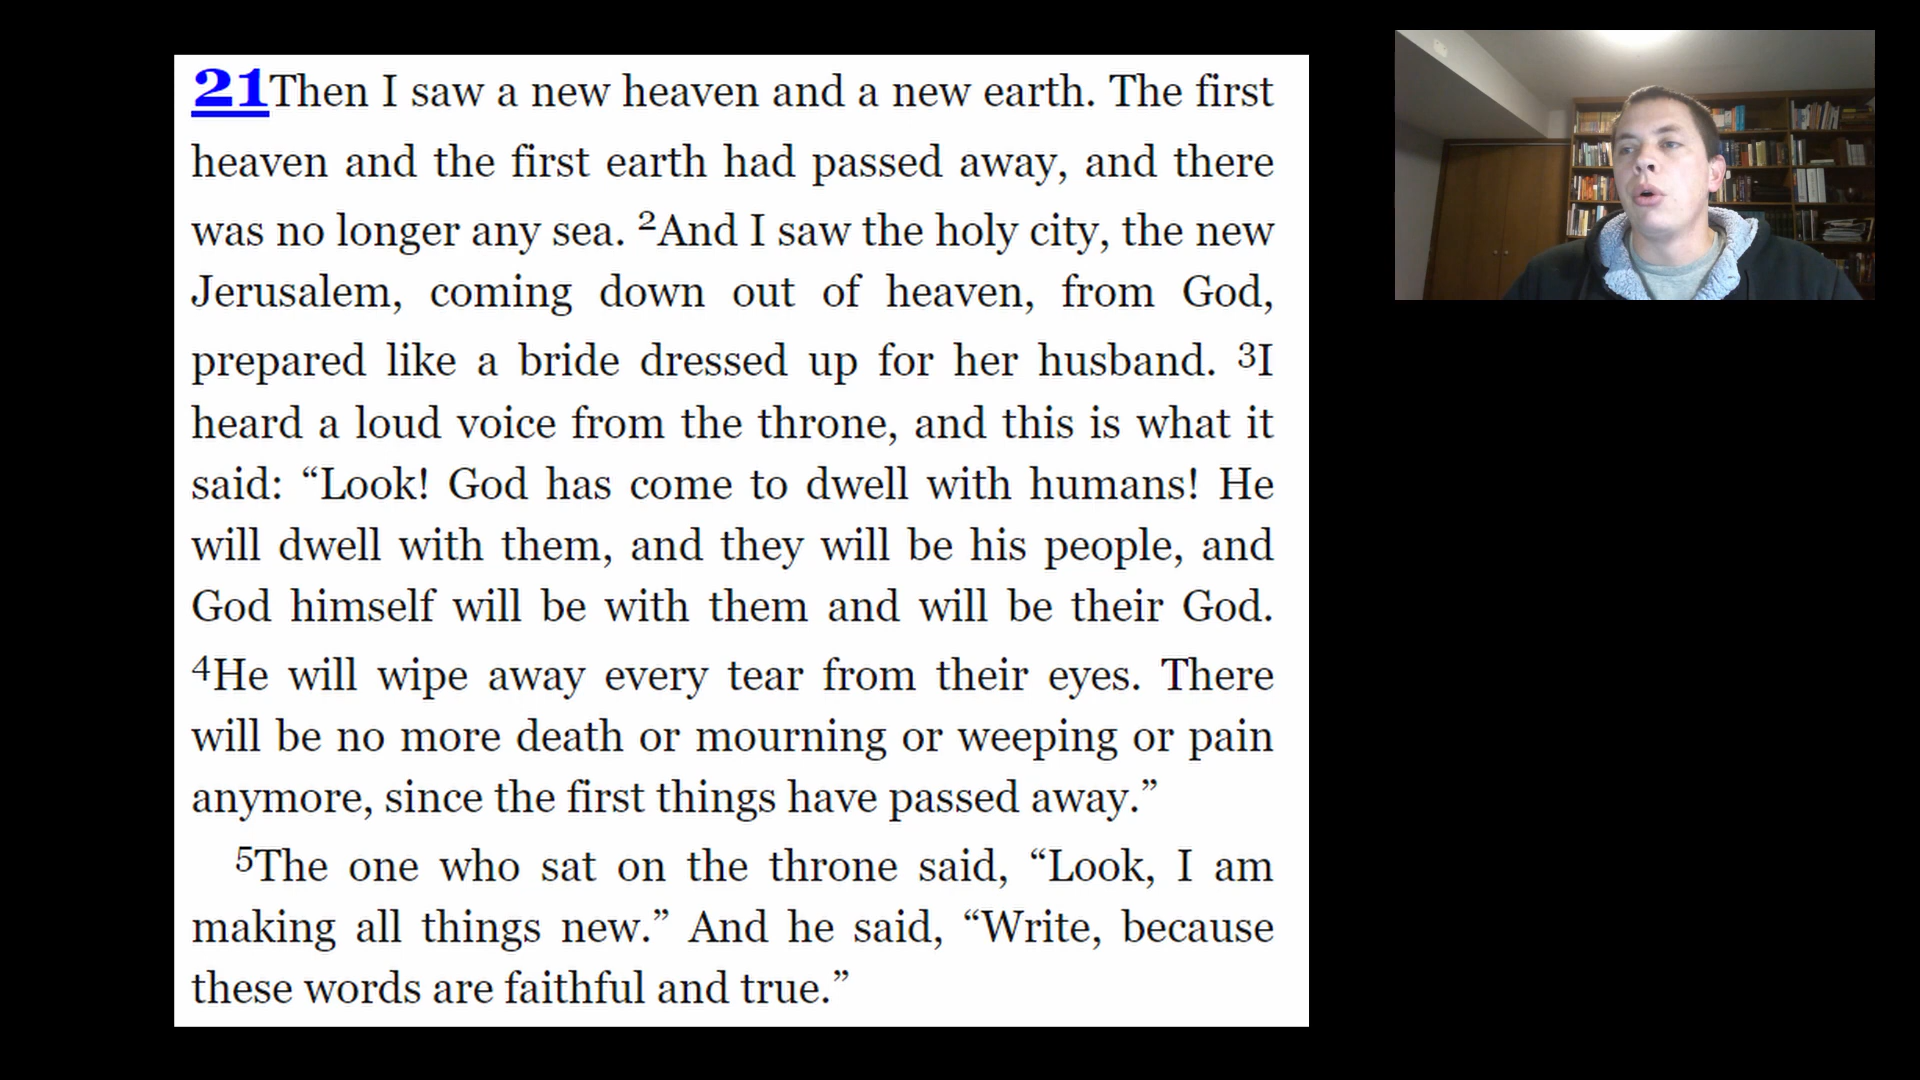 21Then I saw a new heaven and a new earth. The first
heaven and the first earth had passed away, and there
was no longer any sea. 2And I saw the holy city, the new
Jerusalem, coming down out of heaven, from God,
prepared like a bride dressed up for her husband. 3I
heard a loud voice from the throne, and this is what it
said: “Look! God has come to dwell with humans! He
will dwell with them, and they will be his people, and
God himself will be with them and will be their God.
4He will wipe away every tear from their eyes. There
will be no more death or mourning or weeping or pain
anymore, since the first things have passed away.”
5The one who sat on the throne said, “Look, I am
making all things new.” And he said, “Write, because
these words are faithful and true.”